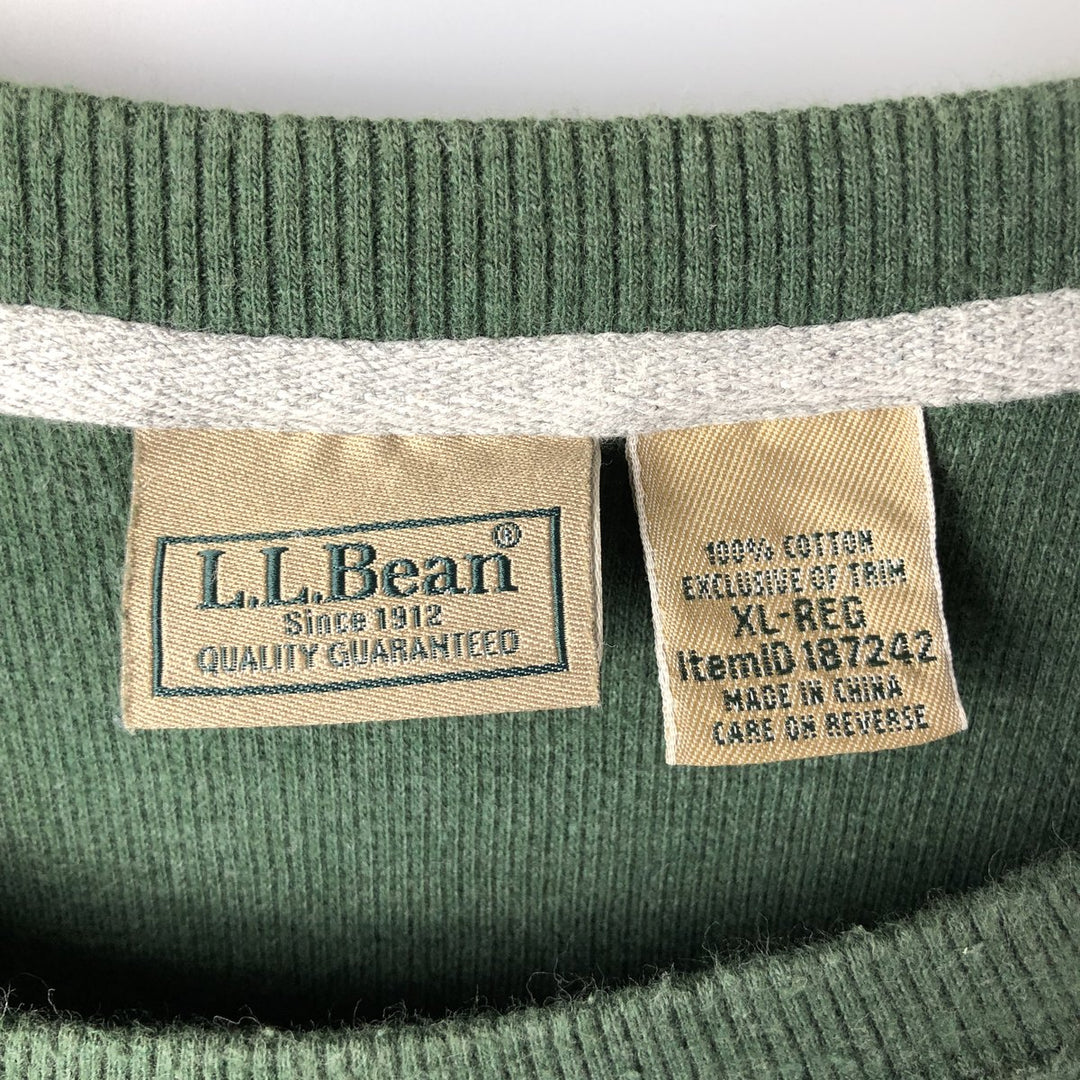 L.L.Bean®
Since 1912
QUALITY GUARANTEED
100% COTTON
EXCLUSIVE OF TRIM
XL-REG
ItemID 187242
MADE IN CHINA
CARE ON REVERSE